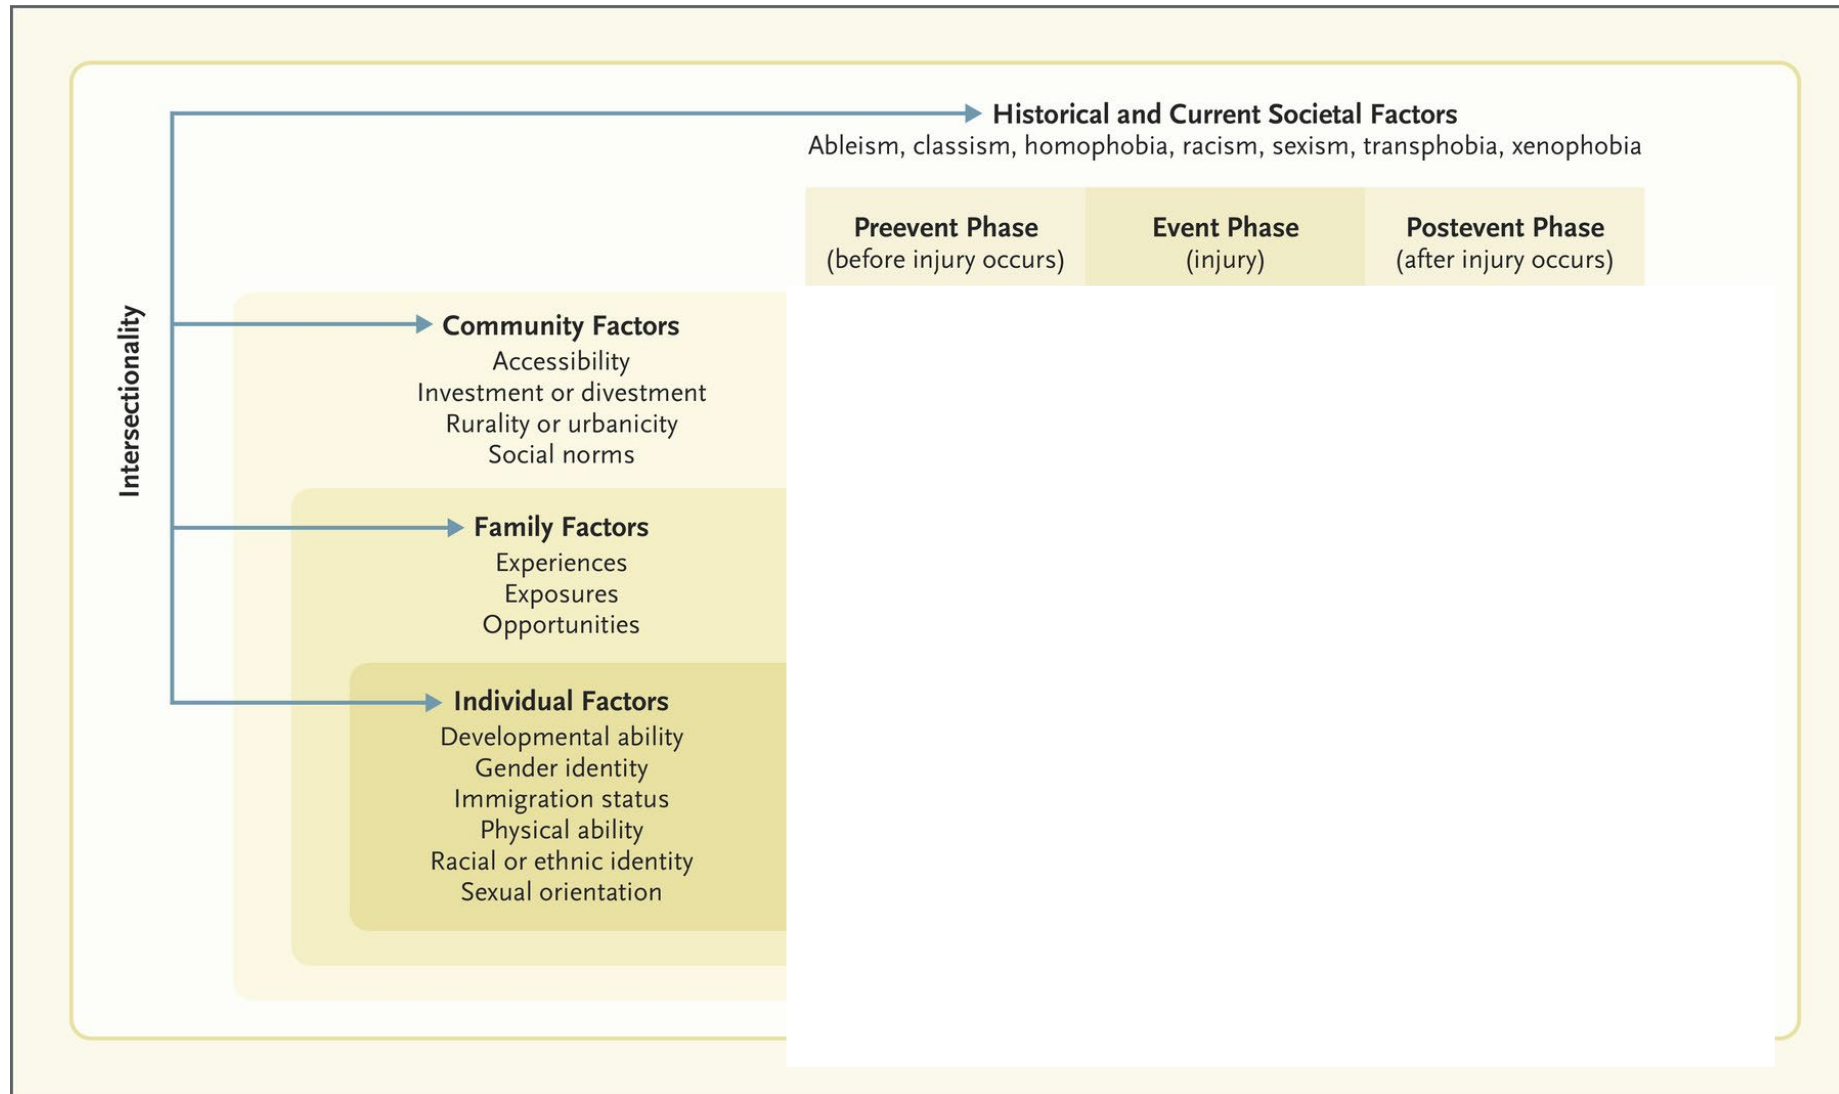 Historical and Current Societal Factors
Ableism, classism, homophobia, racism, sexism, transphobia, xenophobia
Preevent Phase
(before injury occurs)
Event Phase
(injury)
Postevent Phase
(after injury occurs)
Intersectionality
Community Factors
Accessibility
Investment or divestment
Rurality or urbanicity
Social norms
Family Factors
Experiences
Exposures
Opportunities
Individual Factors
Developmental ability
Gender identity
Immigration status
Physical ability
Racial or ethnic identity
Sexual orientation